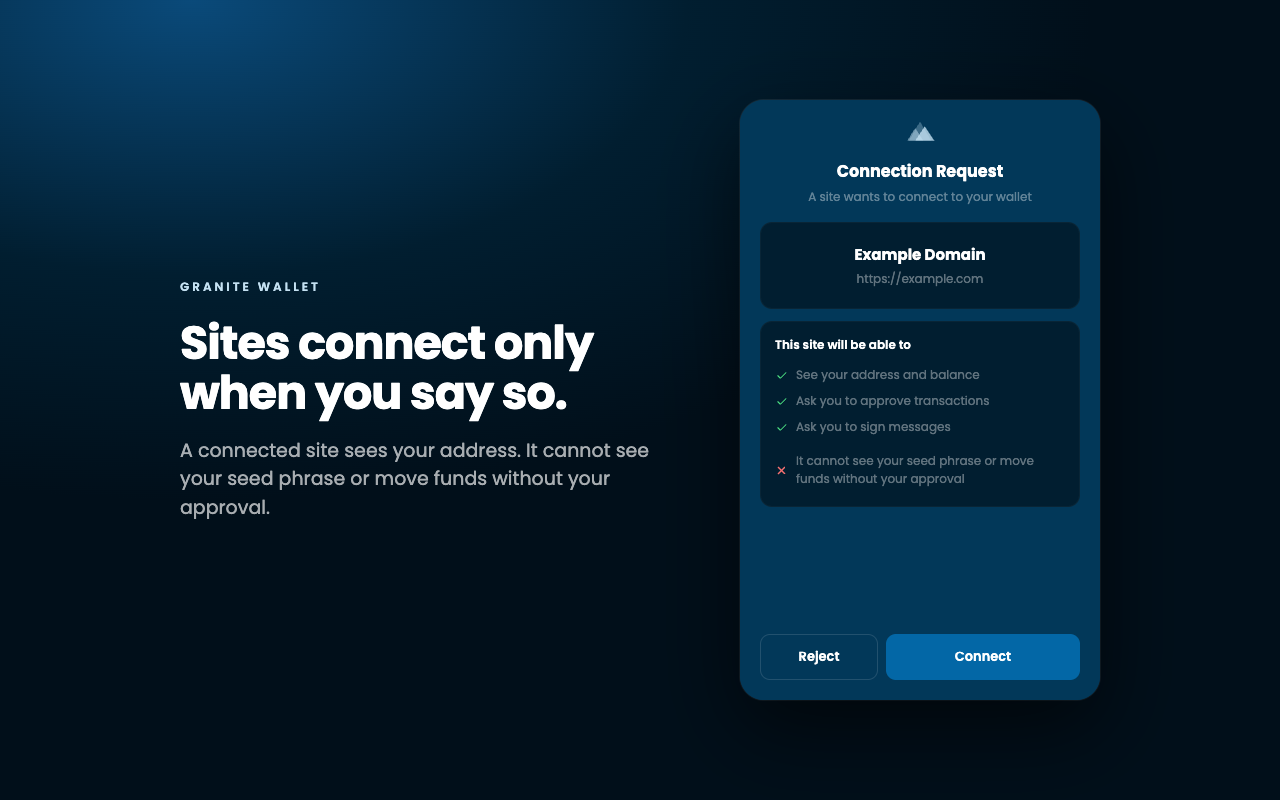 GRANITE WALLET
Sites connect only
when you say so.
A connected site sees your address. It cannot see
your seed phrase or move funds without your
approval.
Connection Request
A site wants to connect to your wallet
Example Domain
https://example.com
This site will be able to
See your address and balance
Ask you to approve transactions
Ask you to sign messages
It cannot see your seed phrase or move
funds without your approval
Reject
Connect